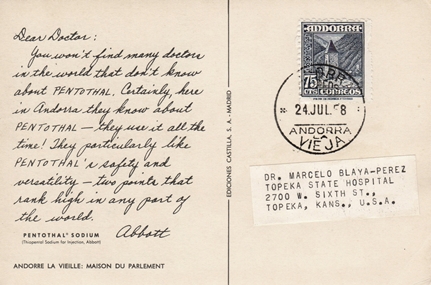 Dear Doctor:
You won't find many doctors
in the world that don't know
about PENTOTHAL. Certainly, here
in Andorra they know about
PENTOTHAL — they use it all the
time! They particularly like
PENTOTHAL's safety and
versatility — two points that
rank high in any part of
the world.
Abbott
PENTOTHAL® SODIUM
(Thiopental Sodium for Injection, Abbott)
ANDORRE LA VIEILLE: MAISON DU PARLEMENT
EDICIONES CASTILLA, S. A. - MADRID
ANDORRA
75
CTS CORREOS
24 JUL. 58
ANDORRA
LA
VIEJA
DR. MARCELO BLAYA-PEREZ
TOPEKA STATE HOSPITAL
2700 W. SIXTH ST.,
TOPEKA, KANS., U.S.A.